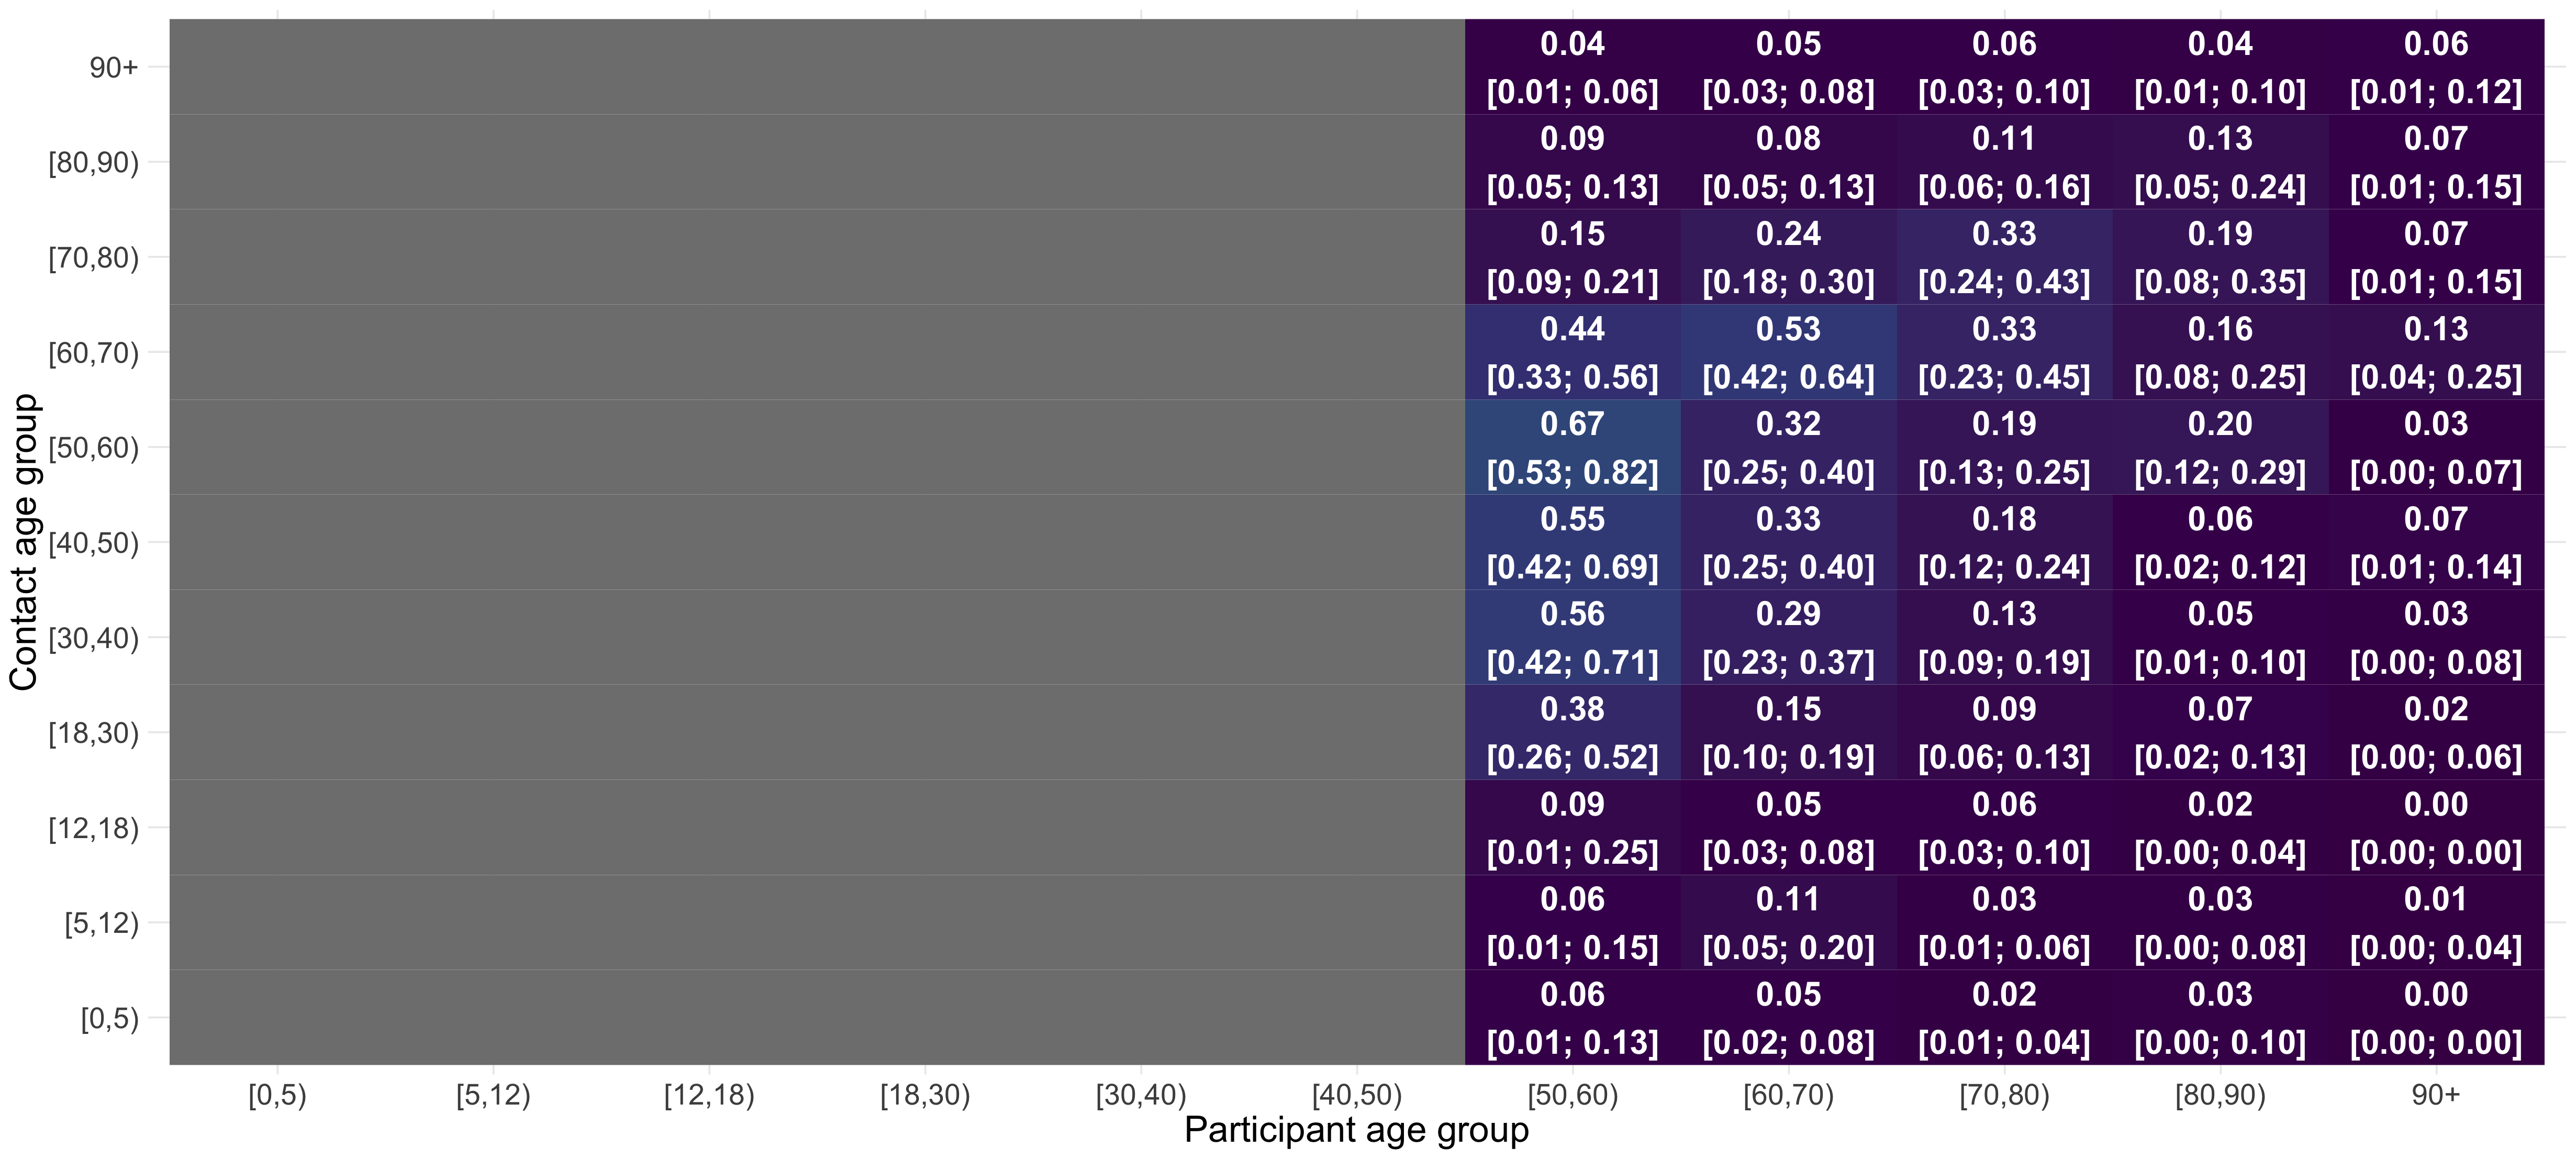 90+
0.04 0.05 0.06 0.04 0.06
[0.01; 0.06] [0.03; 0.08] [0.03; 0.10] [0.01; 0.10] [0.01; 0.12]
[80,90)
0.09 0.08 0.11 0.13 0.07
[0.05; 0.13] [0.05; 0.13] [0.06; 0.16] [0.05; 0.24] [0.01; 0.15]
[70,80)
0.15 0.24 0.33 0.19 0.07
[0.09; 0.21] [0.18; 0.30] [0.24; 0.43] [0.08; 0.35] [0.01; 0.15]
[60,70)
0.44 0.53 0.33 0.16 0.13
[0.33; 0.56] [0.42; 0.64] [0.23; 0.45] [0.08; 0.25] [0.04; 0.25]
[50,60)
0.67 0.32 0.19 0.20 0.03
[0.53; 0.82] [0.25; 0.40] [0.13; 0.25] [0.12; 0.29] [0.00; 0.07]
[40,50)
0.55 0.33 0.18 0.06 0.07
[0.42; 0.69] [0.25; 0.40] [0.12; 0.24] [0.02; 0.12] [0.01; 0.14]
[30,40)
0.56 0.29 0.13 0.05 0.03
[0.42; 0.71] [0.23; 0.37] [0.09; 0.19] [0.01; 0.10] [0.00; 0.08]
[18,30)
0.38 0.15 0.09 0.07 0.02
[0.26; 0.52] [0.10; 0.19] [0.06; 0.13] [0.02; 0.13] [0.00; 0.06]
[12,18)
0.09 0.05 0.06 0.02 0.00
[0.01; 0.25] [0.03; 0.08] [0.03; 0.10] [0.00; 0.04] [0.00; 0.00]
[5,12)
0.06 0.11 0.03 0.03 0.01
[0.01; 0.15] [0.05; 0.20] [0.01; 0.06] [0.00; 0.08] [0.00; 0.04]
[0,5)
0.06 0.05 0.02 0.03 0.00
[0.01; 0.13] [0.02; 0.08] [0.01; 0.04] [0.00; 0.10] [0.00; 0.00]
Contact age group
[0,5) [5,12) [12,18) [18,30) [30,40) [40,50) [50,60) [60,70) [70,80) [80,90) 90+
Participant age group